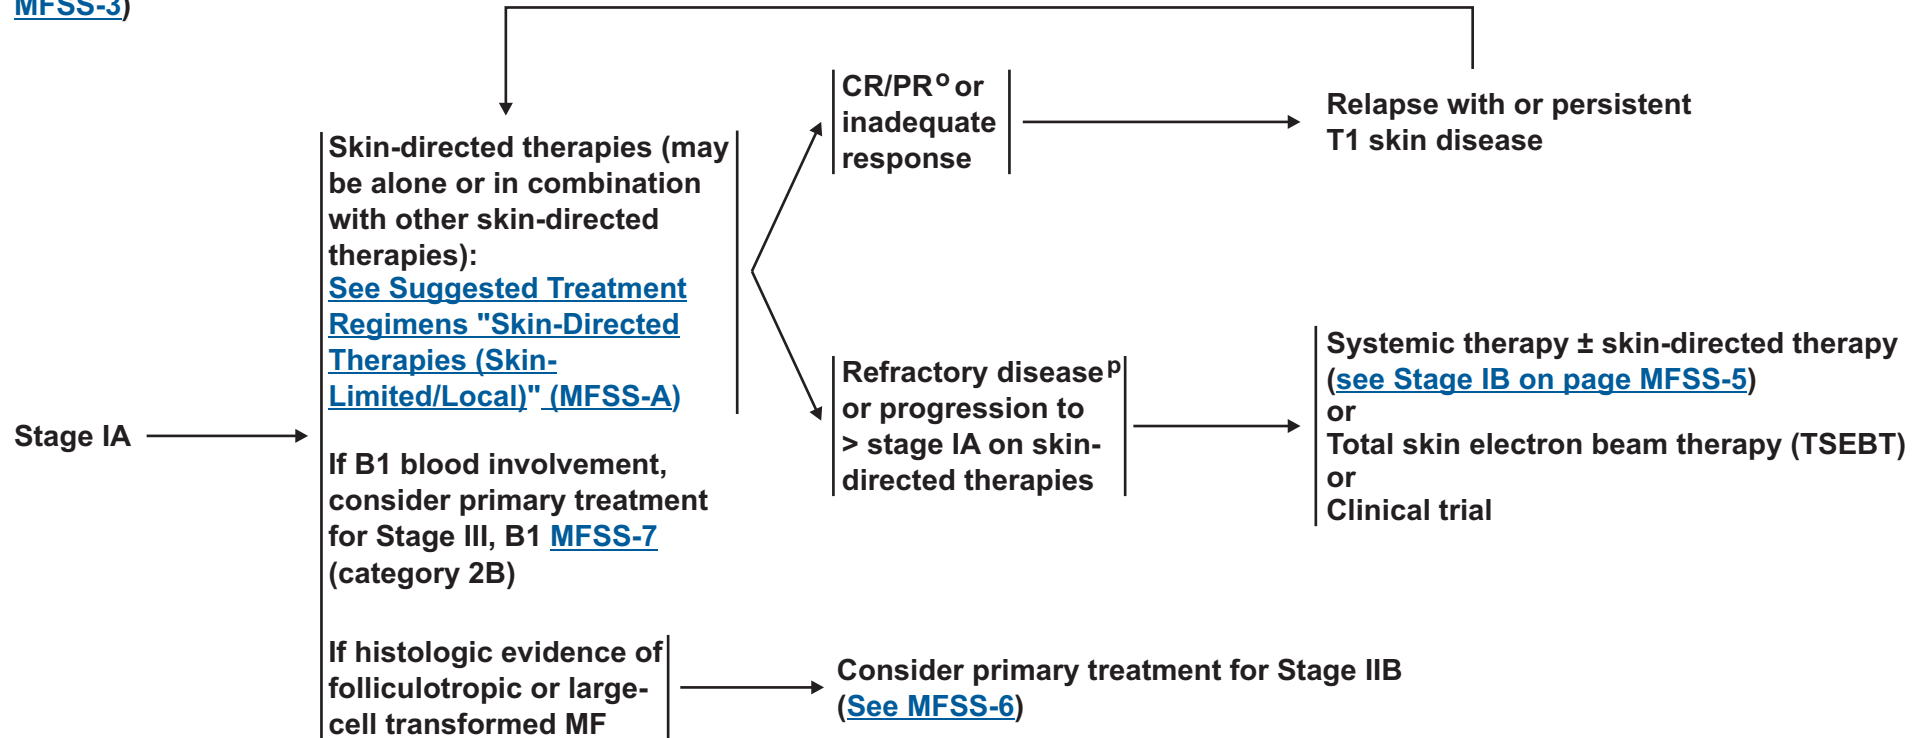 MFSS-3)
Stage IA
Skin-directed therapies (may
be alone or in combination
with other skin-directed
therapies):
See Suggested Treatment
Regimens "Skin-Directed
Therapies (Skin-
Limited/Local)" (MFSS-A)
If B1 blood involvement,
consider primary treatment
for Stage III, B1 MFSS-7
(category 2B)
If histologic evidence of
folliculotropic or large-
cell transformed MF
CR/PR o or
inadequate
response
Relapse with or persistent
T1 skin disease
Refractory disease p
or progression to
> stage IA on skin-
directed therapies
Systemic therapy ± skin-directed therapy
(see Stage IB on page MFSS-5)
or
Total skin electron beam therapy (TSEBT)
or
Clinical trial
Consider primary treatment for Stage IIB
(See MFSS-6)